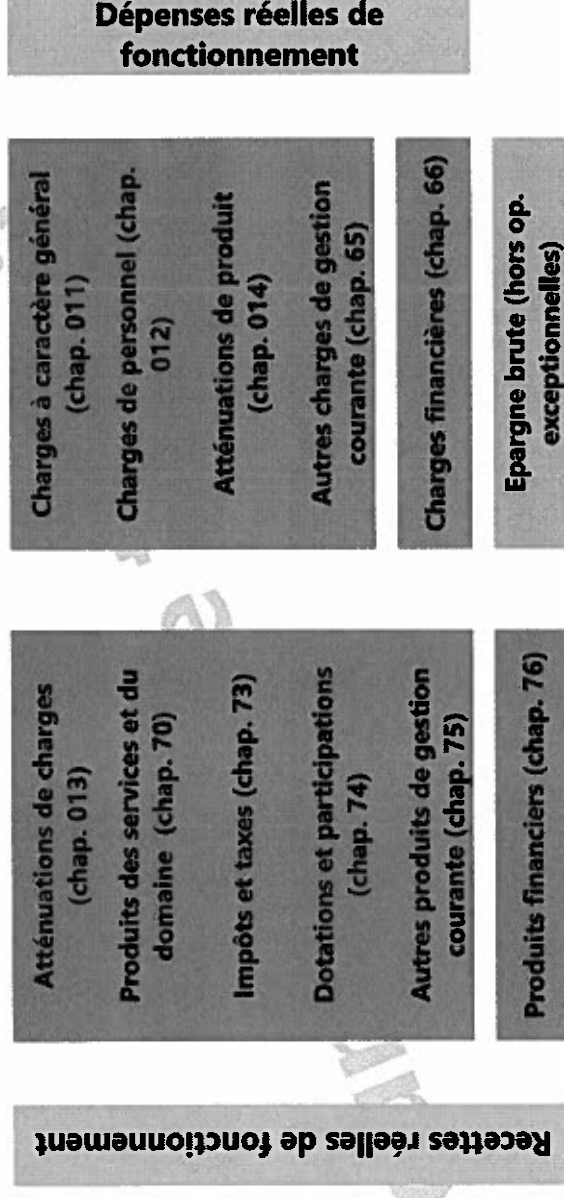 Recettes réelles de fonctionnement
Atténuations de charges
(chap. 013)
Produits des services et du
domaine (chap. 70)
Impôts et taxes (chap. 73)
Dotations et participations
(chap. 74)
Autres produits de gestion
courante (chap. 75)
Produits financiers (chap. 76)
Charges à caractère général
(chap. 011)
Charges de personnel (chap.
012)
Atténuations de produit
(chap. 014)
Autres charges de gestion
courante (chap. 65)
Charges financières (chap. 66)
Epargne brute (hors op.
exceptionnelles)
Dépenses réelles de
fonctionnement